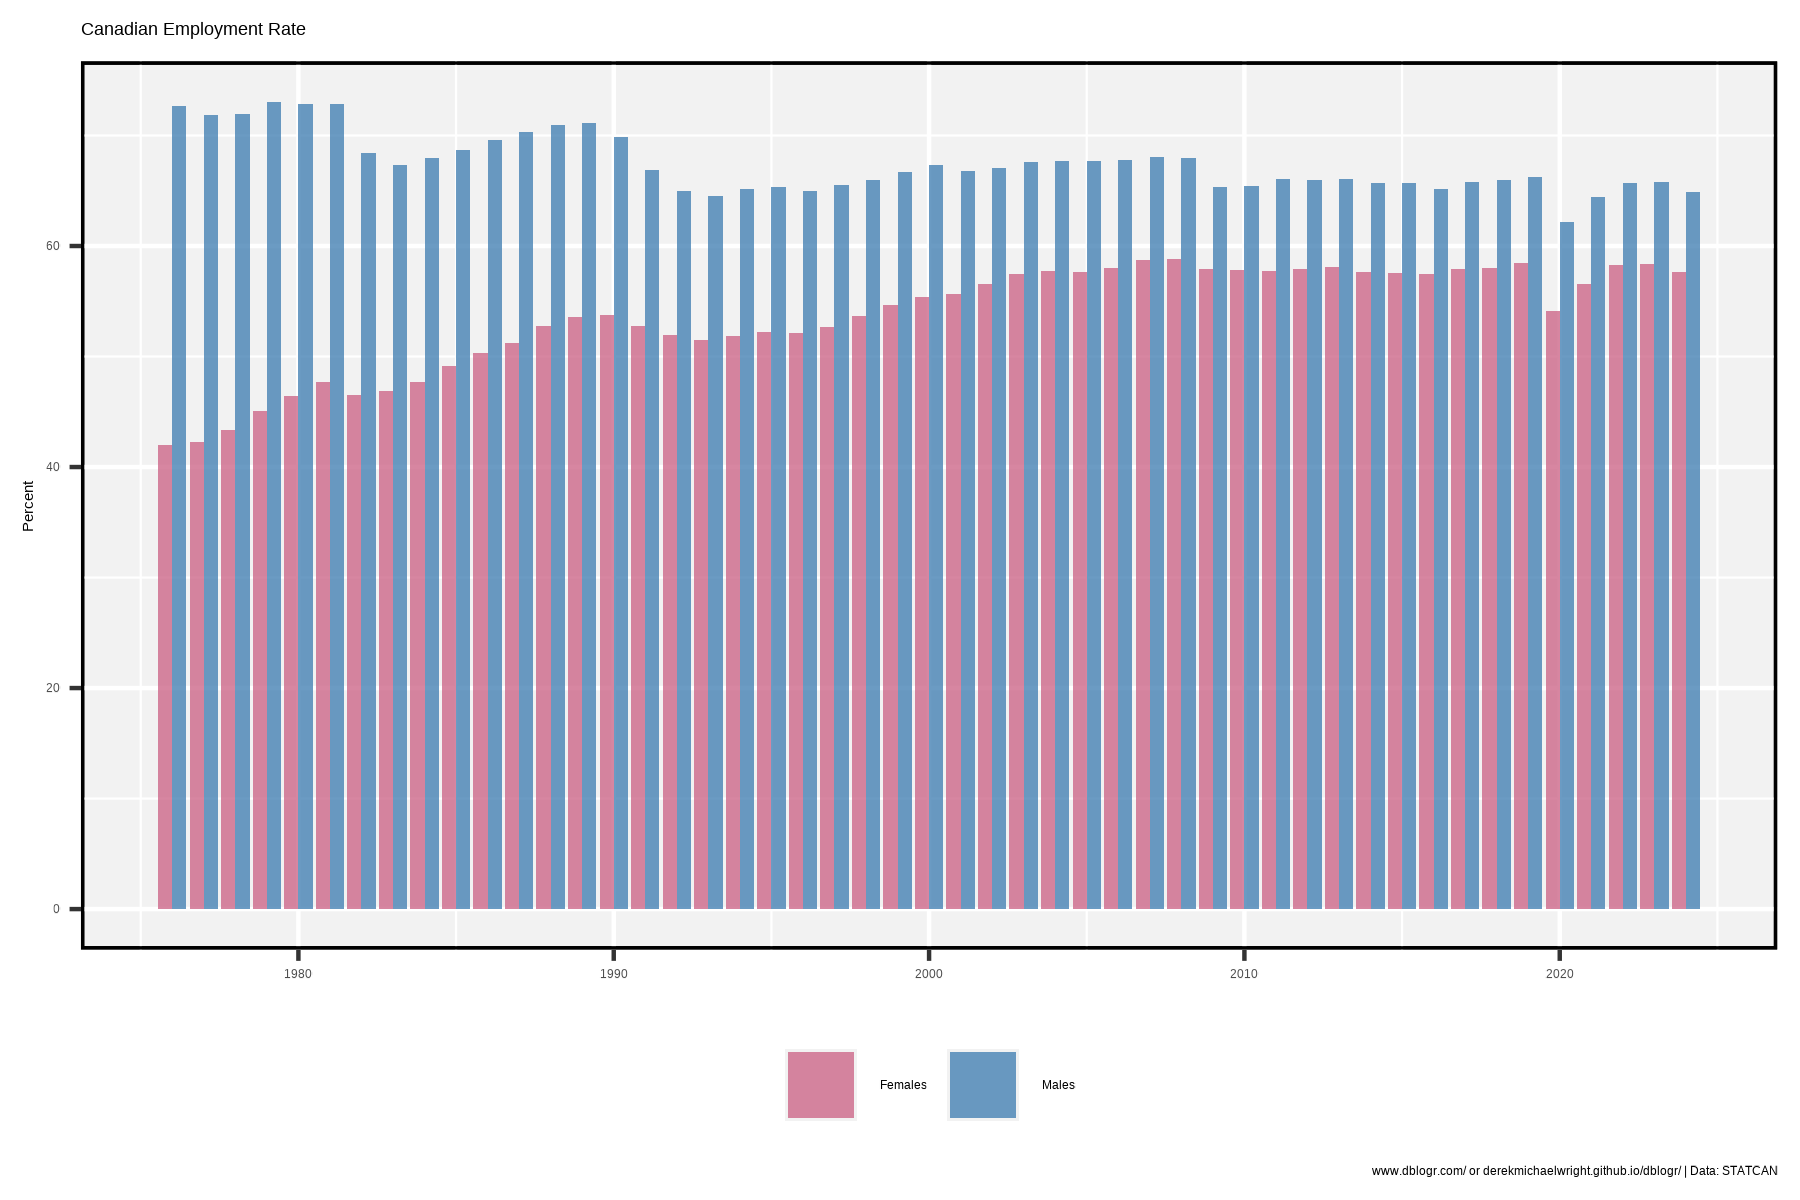 Canadian Employment Rate
60
40
20
0
Percent
1980
1990
2000
2010
2020
Females
Males
www.dblogr.com/ or derekmichaelwright.github.io/dblogr/ | Data: STATCAN